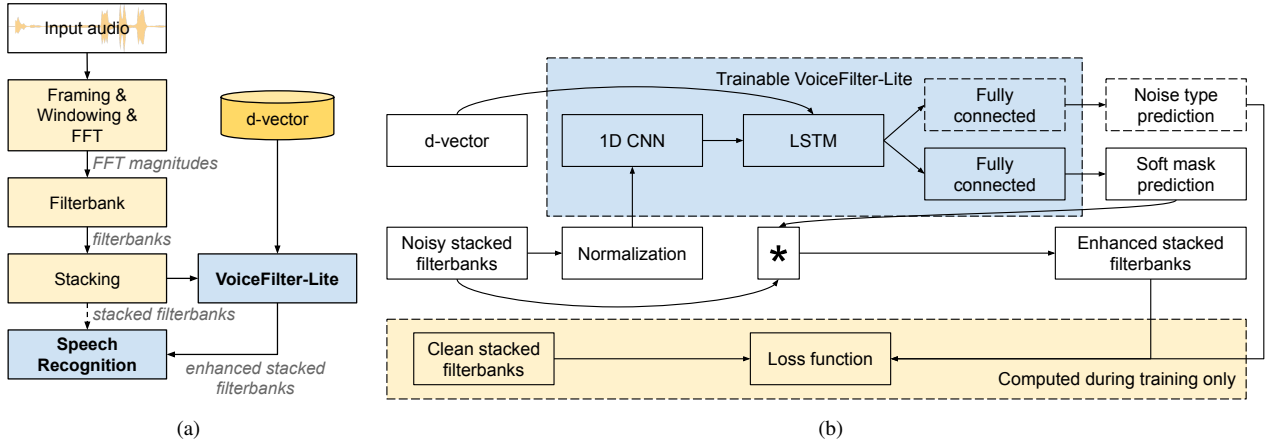 Input audio
Framing &
Windowing &
FFT
FFT magnitudes
Filterbank
filterbanks
Stacking
stacked filterbanks
Speech
Recognition
d-vector
VoiceFilter-Lite
enhanced stacked
filterbanks
(a)
Trainable VoiceFilter-Lite
d-vector
1D CNN
LSTM
Fully
connected
Noise type
prediction
Fully
connected
Soft mask
prediction
Noisy stacked
filterbanks
Normalization
*
Enhanced stacked
filterbanks
Clean stacked
filterbanks
Loss function
Computed during training only
(b)